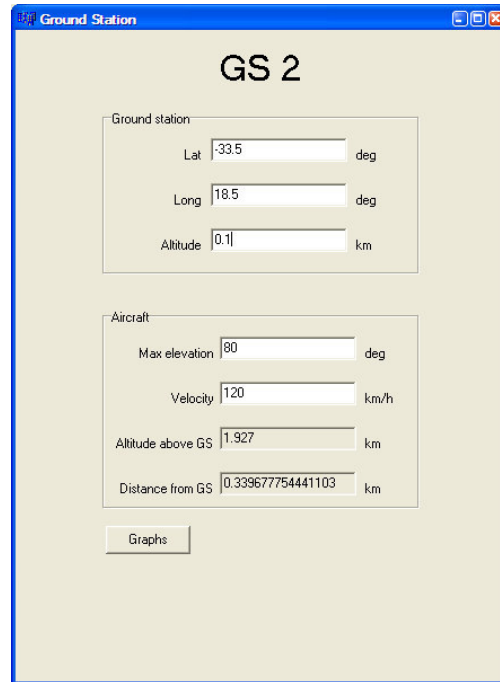 Ground Station
GS 2
Ground station
Lat -33.5 deg
Long 18.5 deg
Altitude 0.1 km
Aircraft
Max elevation 80 deg
Velocity 120 km/h
Altitude above GS 1.927 km
Distance from GS 0.339677754441103 km
Graphs